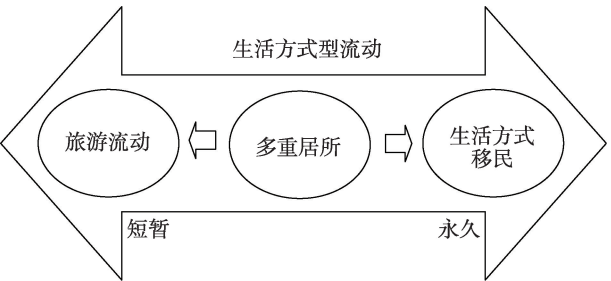 生活方式型流动
旅游流动
多重居所
生活方式
移民
短暂
永久